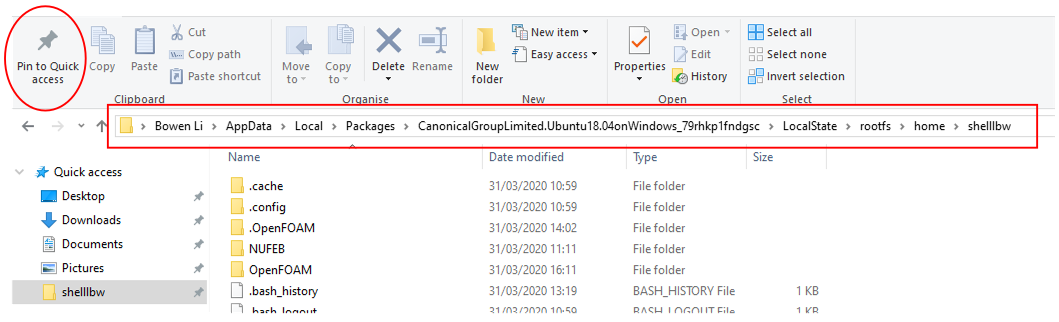 Pin to Quick access
Copy
Paste
Cut
Copy path
Paste shortcut
Clipboard
Move to
Copy to
Delete
Rename
Organise
New folder
New item
Easy access
New
Properties
Open
Edit
History
Open
Select all
Select none
Invert selection
Select
Bowen Li > AppData > Local > Packages > CanonicalGroupLimited.Ubuntu18.04onWindows_79rhkp1fndgsc > LocalState > rootfs > home > shelllbw
Name Date modified Type Size
Quick access
Desktop
Downloads
Documents
Pictures
shelllbw
.cache 31/03/2020 10:59 File folder
.config 31/03/2020 10:59 File folder
.OpenFOAM 31/03/2020 14:02 File folder
NUFEB 31/03/2020 11:11 File folder
OpenFOAM 31/03/2020 16:11 File folder
.bash_history 31/03/2020 13:19 BASH_HISTORY File 1 KB
.bash_logout 31/03/2020 10:59 BASH_LOGOUT File 1 KB